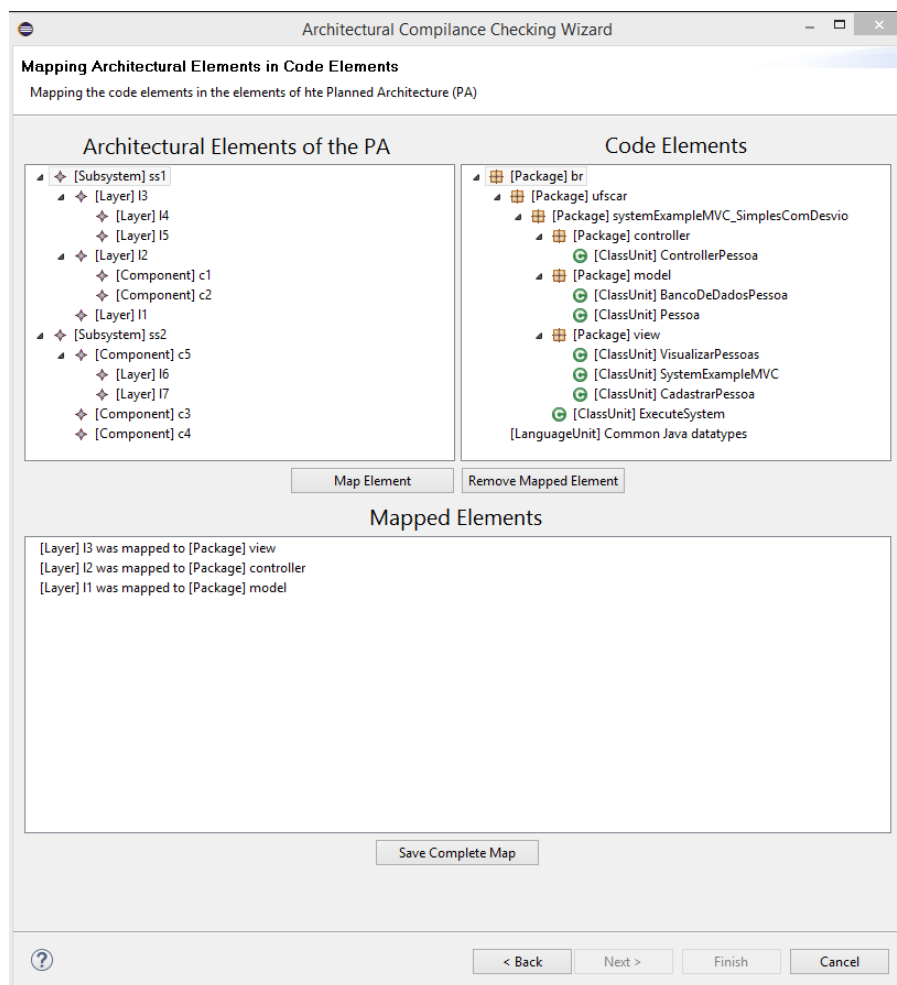 Architectural Compilance Checking Wizard
Mapping Architectural Elements in Code Elements
Mapping the code elements in the elements of hte Planned Architecture (PA)
Architectural Elements of the PA
[Subsystem] ss1
[Layer] l3
[Layer] l4
[Layer] l5
[Layer] l2
[Component] c1
[Component] c2
[Layer] l1
[Subsystem] ss2
[Component] c5
[Layer] l6
[Layer] l7
[Component] c3
[Component] c4
Code Elements
[Package] br
[Package] ufscar
[Package] systemExampleMVC_SimplesComDesvio
[Package] controller
[ClassUnit] ControllerPessoa
[Package] model
[ClassUnit] BancoDeDadosPessoa
[ClassUnit] Pessoa
[Package] view
[ClassUnit] VisualizarPessoas
[ClassUnit] SystemExampleMVC
[ClassUnit] CadastrarPessoa
[ClassUnit] ExecuteSystem
[LanguageUnit] Common Java datatypes
Map Element
Remove Mapped Element
Mapped Elements
[Layer] l3 was mapped to [Package] view
[Layer] l2 was mapped to [Package] controller
[Layer] l1 was mapped to [Package] model
Save Complete Map
?
< Back
Next >
Finish
Cancel